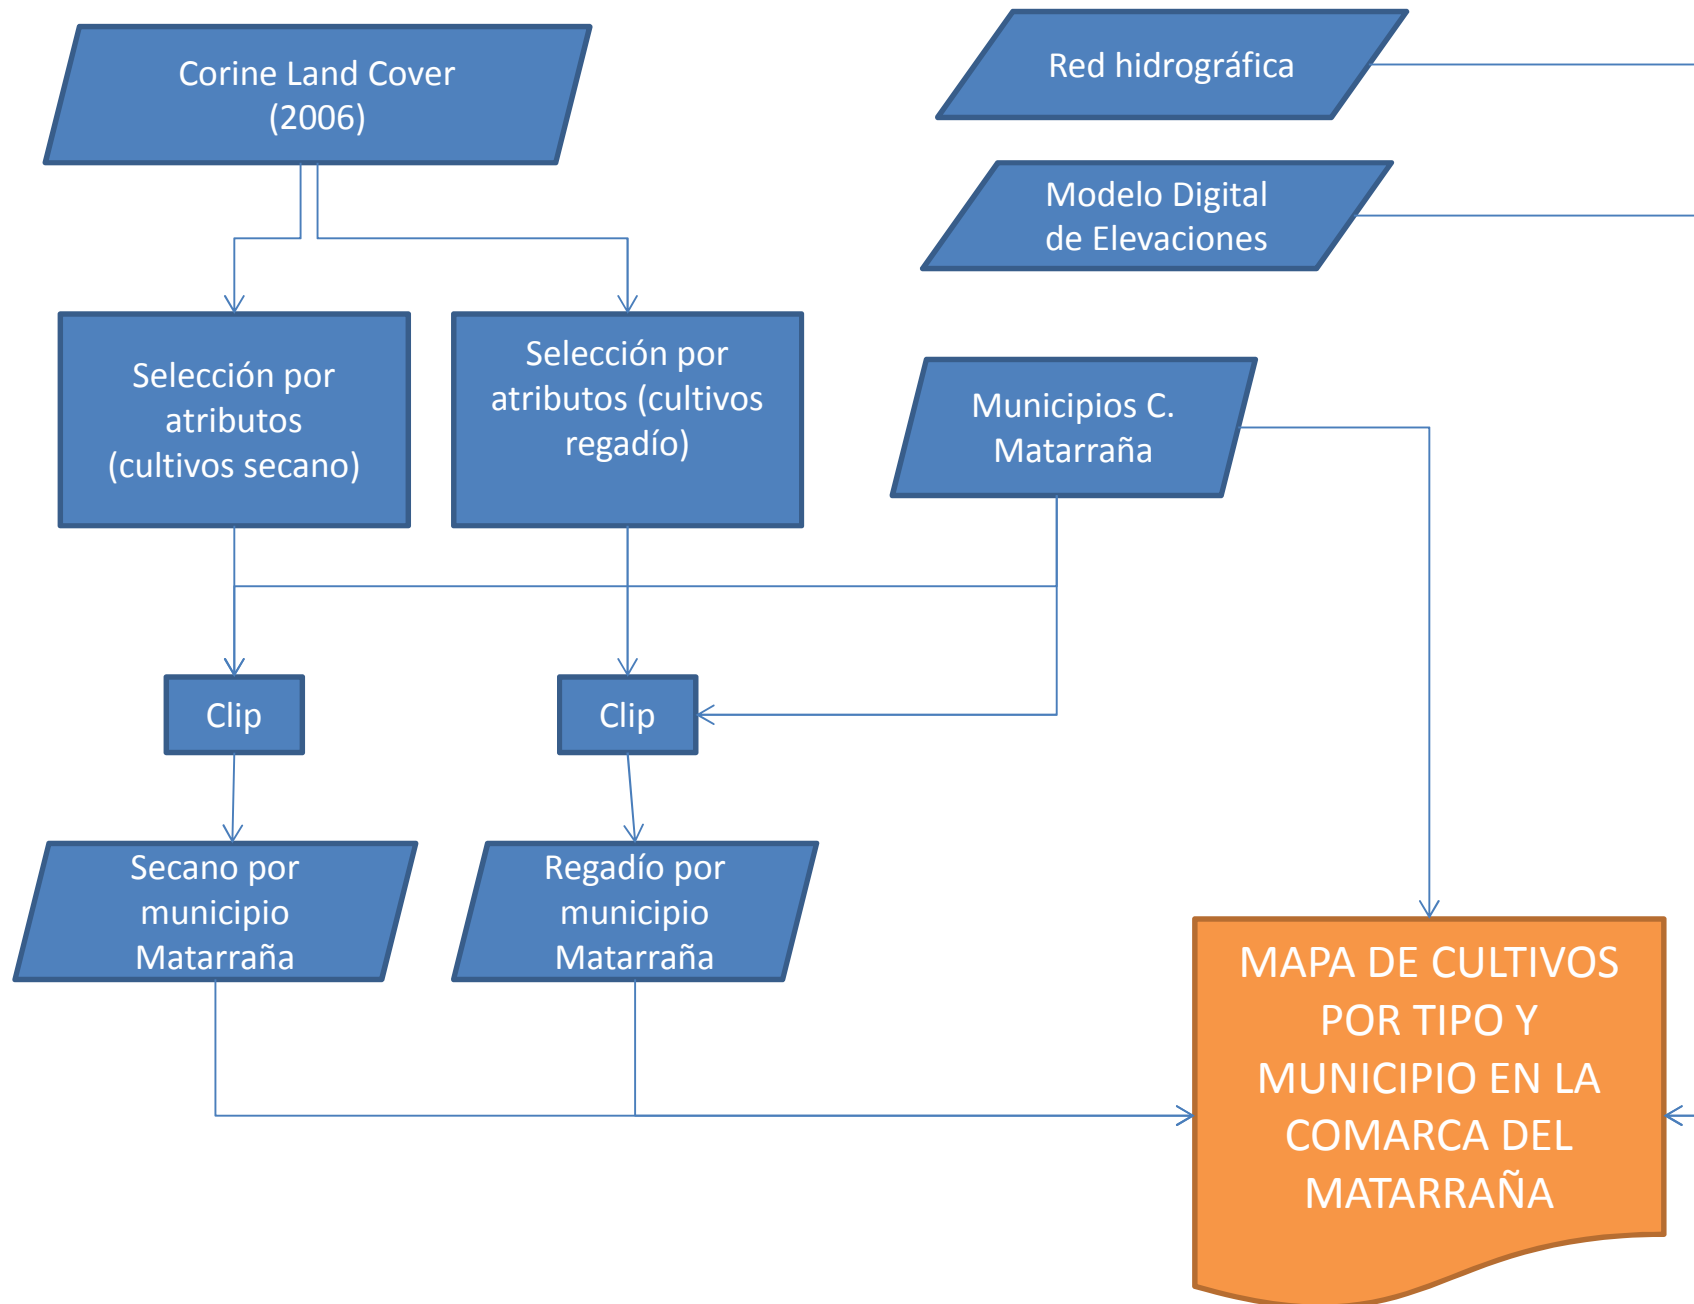 Corine Land Cover
(2006)
Red hidrográfica
Modelo Digital
de Elevaciones
Selección por
atributos
(cultivos secano)
Selección por
atributos (cultivos
regadío)
Municipios C.
Matarraña
Clip
Clip
Secano por
municipio
Matarraña
Regadío por
municipio
Matarraña
MAPA DE CULTIVOS
POR TIPO Y
MUNICIPIO EN LA
COMARCA DEL
MATARRAÑA